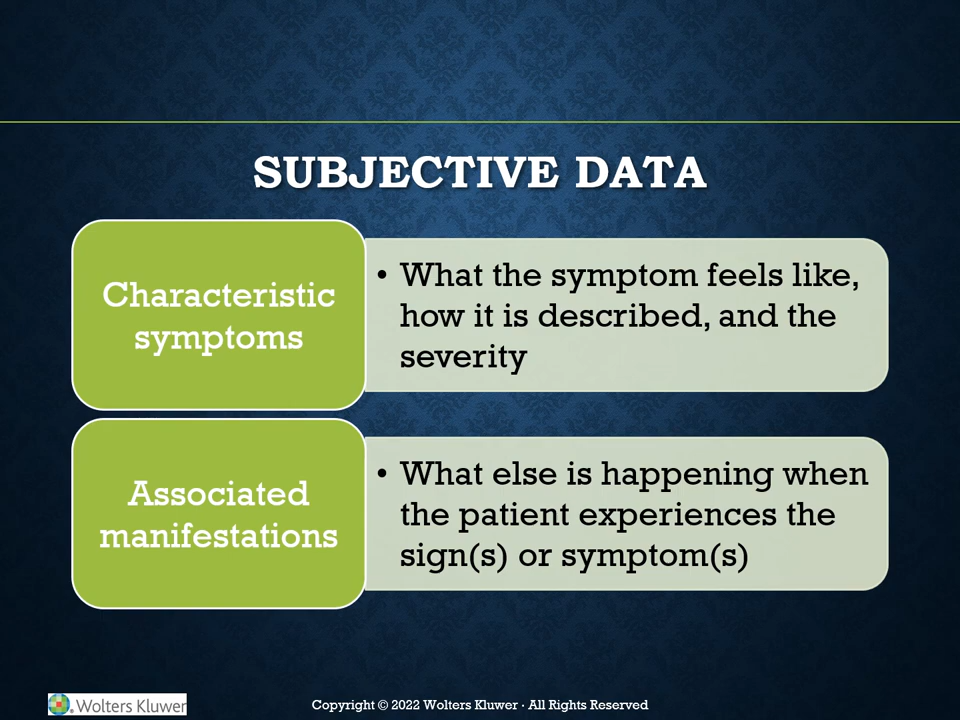 SUBJECTIVE DATA
Characteristic
symptoms
• What the symptom feels like,
how it is described, and the
severity
Associated
manifestations
• What else is happening when
the patient experiences the
sign(s) or symptom(s)
Wolters Kluwer
Copyright © 2022 Wolters Kluwer · All Rights Reserved